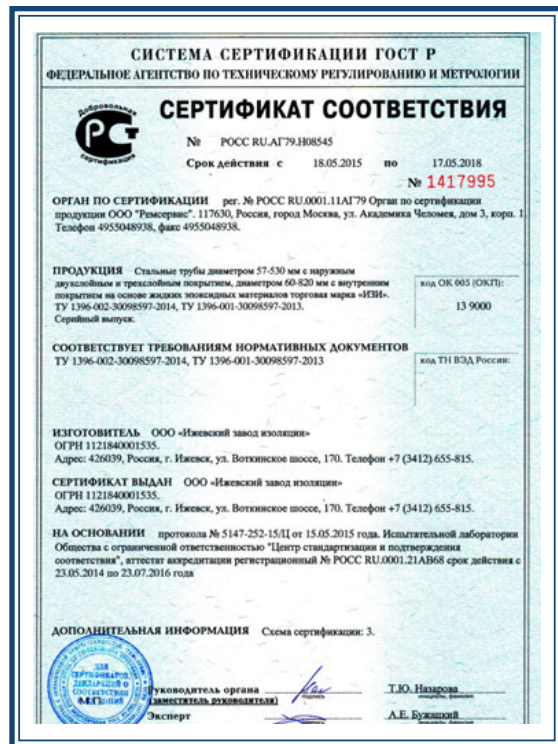 СИСТЕМА СЕРТИФИКАЦИИ ГОСТ Р
ФЕДЕРАЛЬНОЕ АГЕНТСТВО ПО ТЕХНИЧЕСКОМУ РЕГУЛИРОВАНИЮ И МЕТРОЛОГИИ
Добровольная
сертификация
СЕРТИФИКАТ СООТВЕТСТВИЯ
№ РОСС RU.АГ79.Н08545
Срок действия с 18.05.2015 по 17.05.2018
№ 1417995
ОРГАН ПО СЕРТИФИКАЦИИ рег. № РОСС RU.0001.11АГ79 Орган по сертификации
продукции ООО "Ремсервис". 117630, Россия, город Москва, ул. Академика Челомея, дом 3, корп. 1
Телефон 4955048938, факс 4955048938.
ПРОДУКЦИЯ Стальные трубы диаметром 57-530 мм с наружным
двухслойным и трехслойным покрытием, диаметром 60-820 мм с внутренним
покрытием на основе жидких эпоксидных материалов торговая марка «ИЗИ».
ТУ 1396-002-30098597-2014, ТУ 1396-001-30098597-2013.
Серийный выпуск.
код ОК 005 (ОКП):
13 9000
СООТВЕТСТВУЕТ ТРЕБОВАНИЯМ НОРМАТИВНЫХ ДОКУМЕНТОВ
ТУ 1396-002-30098597-2014, ТУ 1396-001-30098597-2013
код ТН ВЭД России:
ИЗГОТОВИТЕЛЬ ООО «Ижевский завод изоляции»
ОГРН 1121840001535.
Адрес: 426039, Россия, г. Ижевск, ул. Воткинское шоссе, 170. Телефон +7 (3412) 655-815.
СЕРТИФИКАТ ВЫДАН ООО «Ижевский завод изоляции»
ОГРН 1121840001535.
Адрес: 426039, Россия, г. Ижевск, ул. Воткинское шоссе, 170. Телефон +7 (3412) 655-815.
НА ОСНОВАНИИ протокола № 5147-252-15/Ц от 15.05.2015 года. Испытательной лаборатории
Общества с ограниченной ответственностью "Центр стандартизации и подтверждения
соответствия", аттестат аккредитации регистрационный № РОСС RU.0001.21АВ68 срок действия с
23.05.2014 по 23.07.2016 года
ДОПОЛНИТЕЛЬНАЯ ИНФОРМАЦИЯ Схема сертификации: 3.
ДЛЯ
СЕРТИФИКАТОВ
ДЕКЛАРАЦИЙ О
СООТВЕТСТВИИ
М.П.
Руководитель органа
(заместитель руководителя)
подпись
Т.Ю. Назарова
инициалы, фамилия
Эксперт
А.Е. Бужацкий